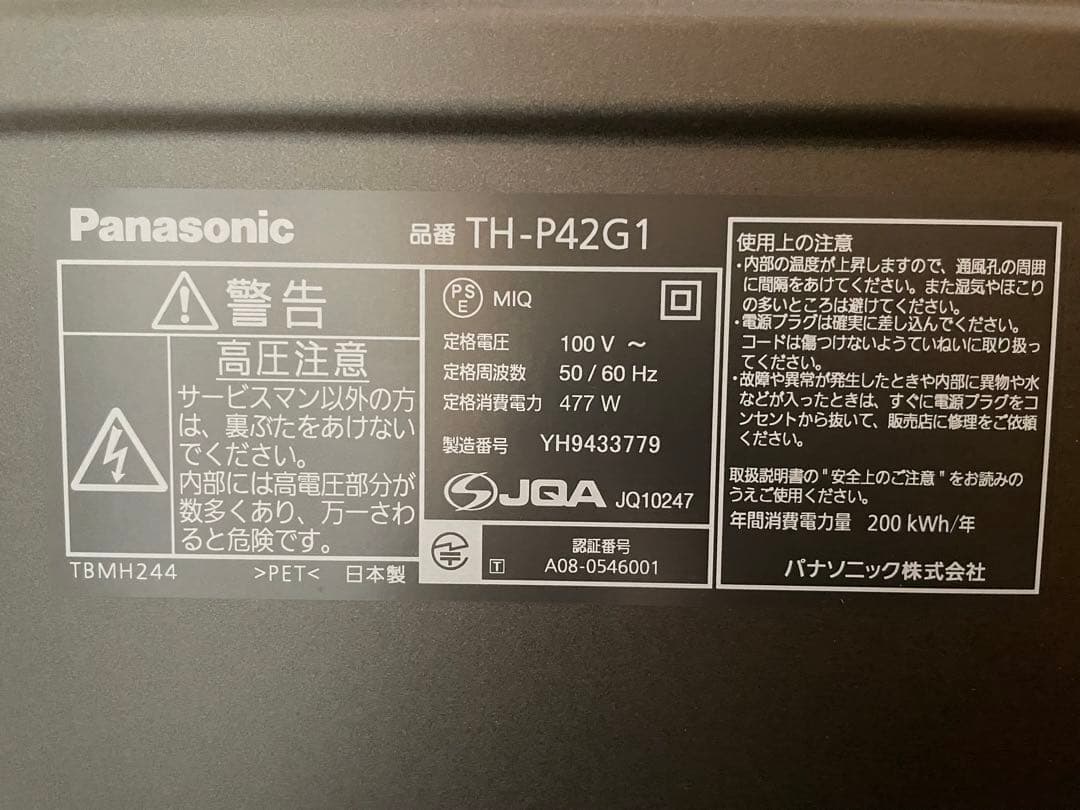 Panasonic
品番 TH-P42G1
警告
高圧注意
サービスマン以外の方
は、裏ぶたをあけない
でください。
内部には高電圧部分が
数多くあり、万一さわ
ると危険です。
TBMH244 >PET< 日本製
PSE MIQ
定格電圧 100 V ～
定格周波数 50 / 60 Hz
定格消費電力 477 W
製造番号 YH9433779
JQA JQ10247
認証番号
T A08-0546001
使用上の注意
・内部の温度が上昇しますので、通風孔の周囲
に間隔をあけてください。また湿気やほこり
の多いところは避けてください。
・電源プラグは確実に差し込んでください。
コードは傷つけないようていねいに取り扱っ
てください。
・故障や異常が発生したときや内部に異物や水
などが入ったときは、すぐに電源プラグをコ
ンセントから抜いて、販売店に修理をご依頼
ください。
取扱説明書の"安全上のご注意"をお読みの
うえご使用ください。
年間消費電力量 200 kWh/年
パナソニック株式会社